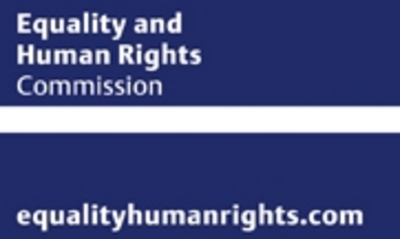 Equality and
Human Rights
Commission
equalityhumanrights.com